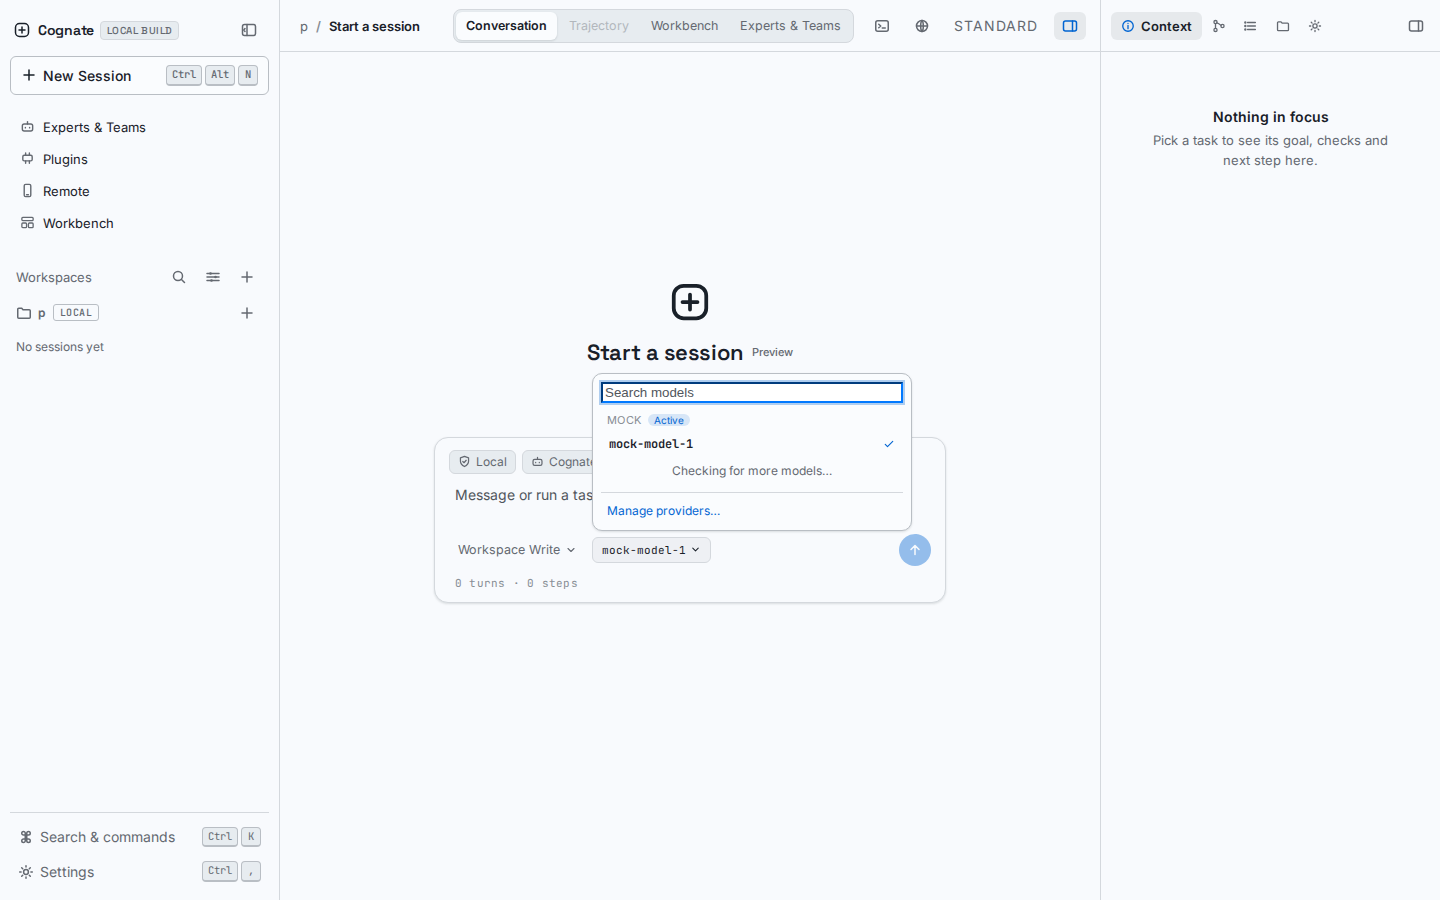 Cognate LOCAL BUILD
New Session Ctrl Alt N
Experts & Teams
Plugins
Remote
Workbench
Workspaces
p LOCAL
No sessions yet
Search & commands Ctrl K
Settings Ctrl ,
p / Start a session
Conversation Trajectory Workbench Experts & Teams
STANDARD
Start a session Preview
Search models
MOCK Active
mock-model-1
Checking for more models...
Manage providers...
Local Cognate
Message or run a tas
Workspace Write mock-model-1
0 turns · 0 steps
Context
Nothing in focus
Pick a task to see its goal, checks and
next step here.